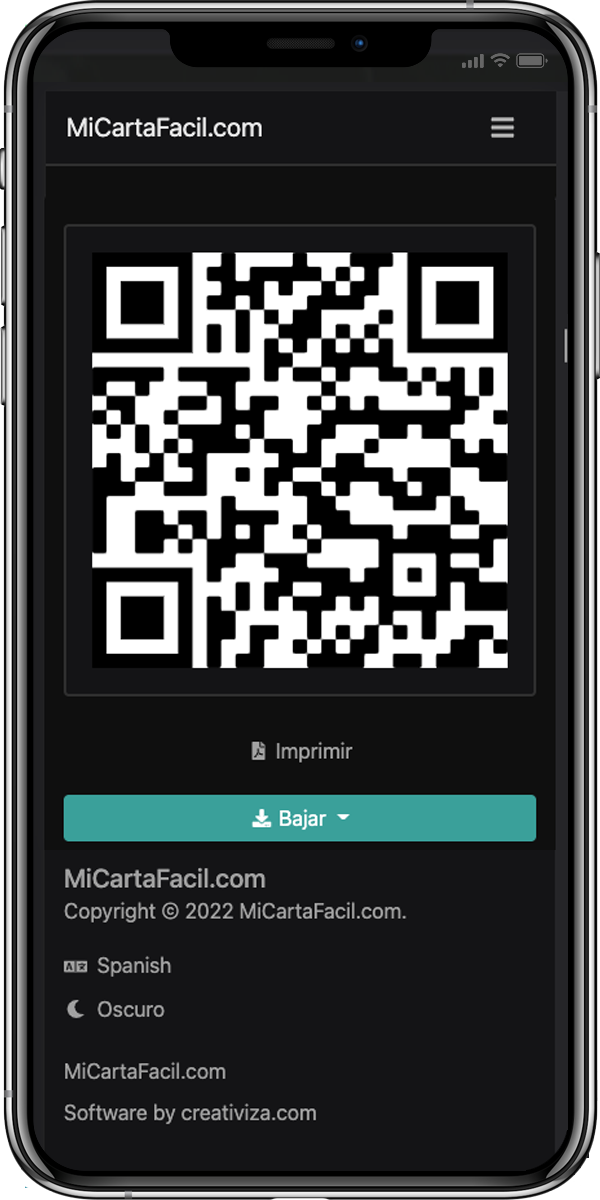 MiCartaFacil.com
Imprimir
Bajar
MiCartaFacil.com
Copyright © 2022 MiCartaFacil.com.
Spanish
Oscuro
MiCartaFacil.com
Software by creativiza.com